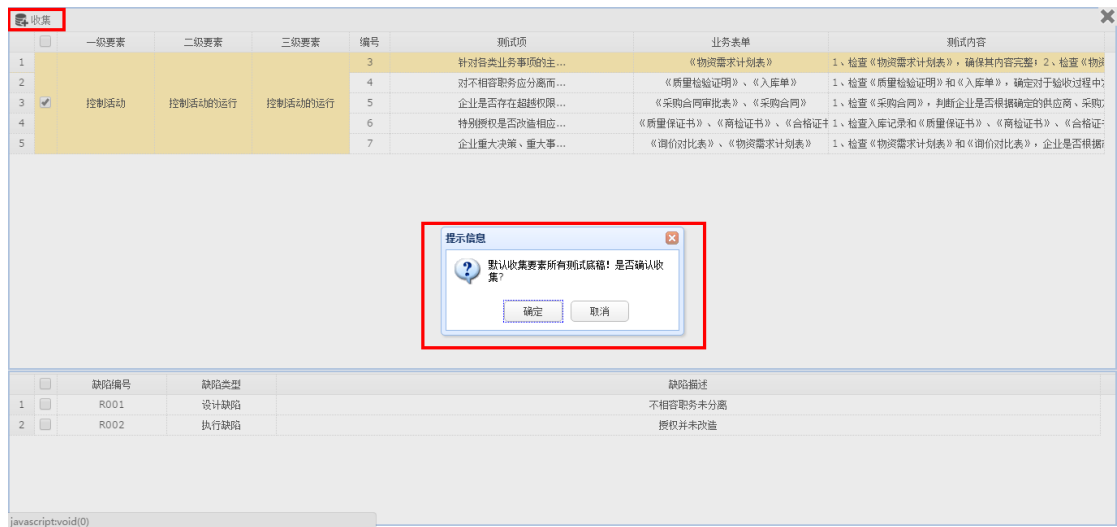 收集
一级要素 二级要素 三级要素 编号 测试项 业务表单 测试内容
1 3 针对各类业务事项的主... 《物资需求计划表》 1、检查《物资需求计划表》，确保其内容完整；2、检查《物资
2 4 对不相容职务应分离而... 《质量检验证明》、《入库单》 1、检查《质量检验证明》和《入库单》，确定对于验收过程中
3 控制活动 控制活动的运行 控制活动的运行 5 企业是否存在超越权限... 《采购合同审批表》、《采购合同》 1、检查《采购合同》，判断企业是否根据确定的供应商、采购
4 6 特别授权是否改造相应... 《质量保证书》、《商检证书》、《合格证书 1、检查入库记录和《质量保证书》、《商检证书》、《合格证
5 7 企业重大决策、重大事... 《询价对比表》、《物资需求计划表》 1、检查《物资需求计划表》和《询价对比表》，企业是否根据
提示信息
默认收集要素所有测试底稿！是否确认收
集？
确定 取消
缺陷编号 缺陷类型 缺陷描述
1 R001 设计缺陷 不相容职务未分离
2 R002 执行缺陷 授权并未改造
javascript:void(0)